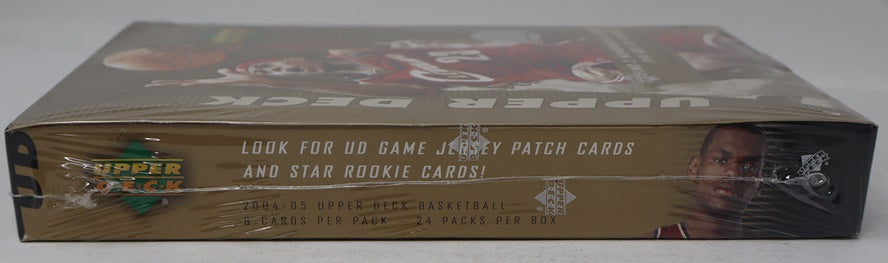 UPPER DECK
UPPER
DECK
®
LOOK FOR UD GAME JERSEY PATCH CARDS
AND STAR ROOKIE CARDS!
2004-05 UPPER DECK BASKETBALL
8 CARDS PER PACK 24 PACKS PER BOX
UD